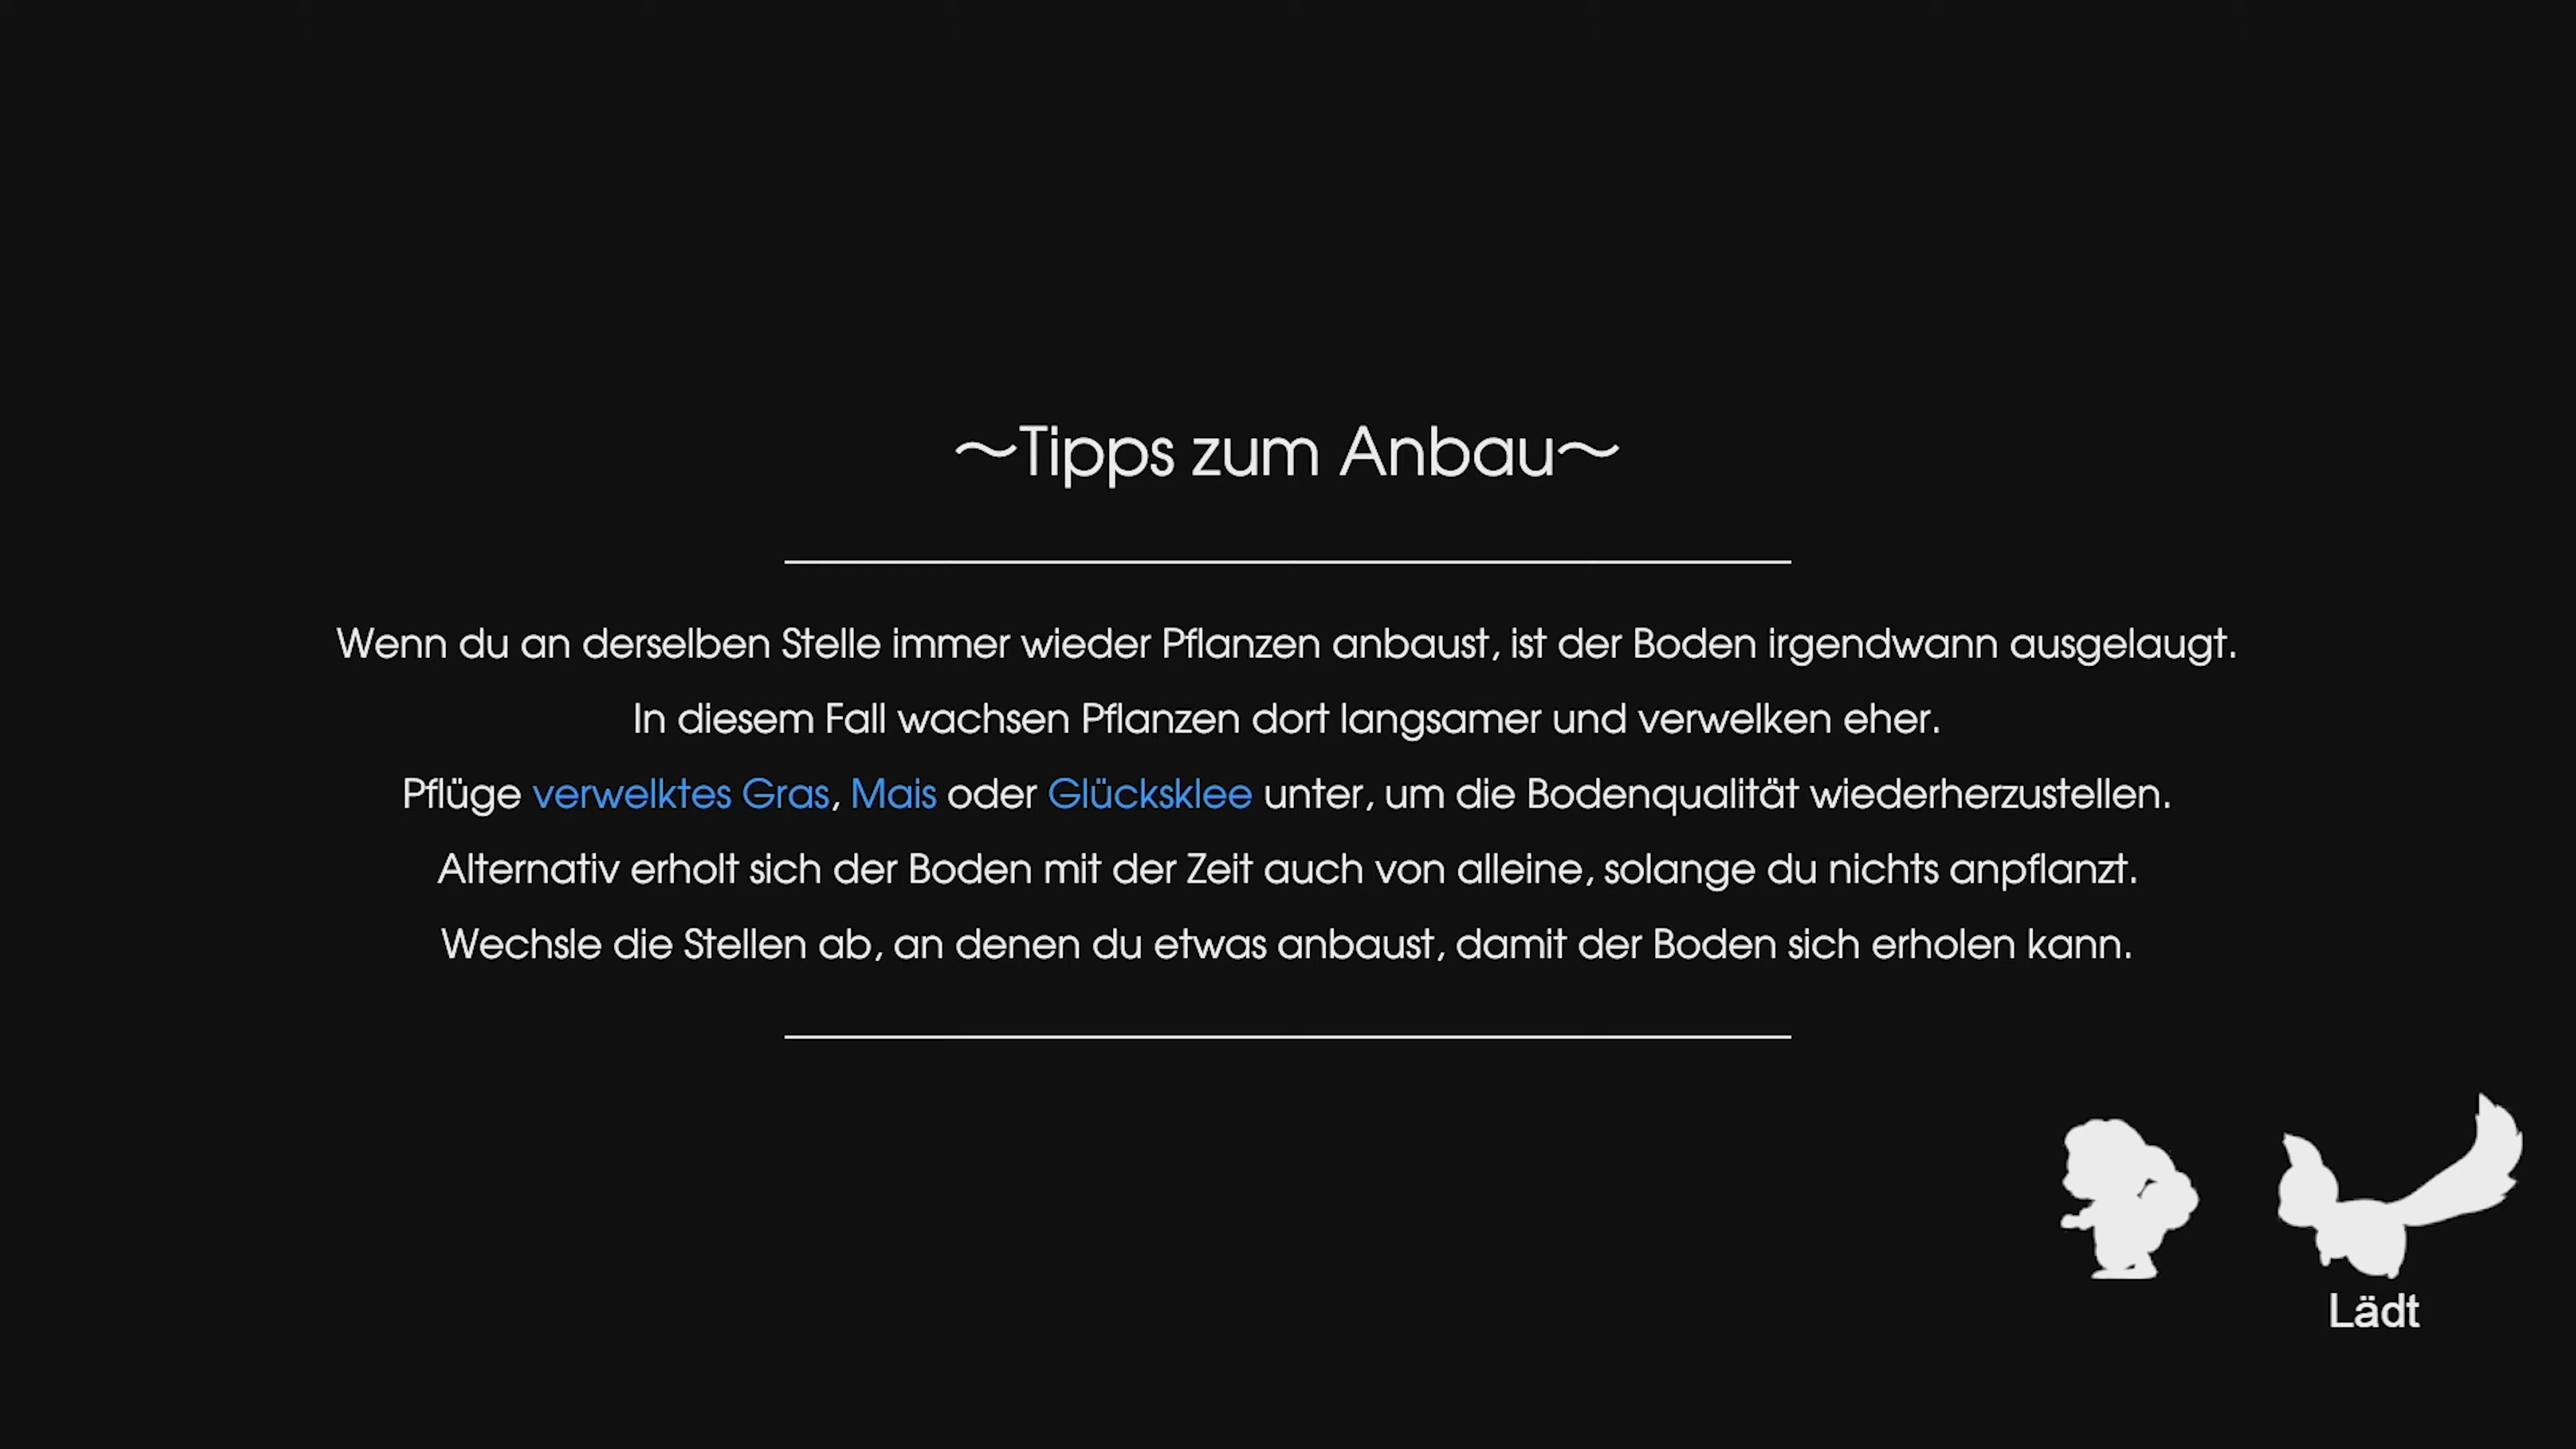 ～Tipps zum Anbau～
Wenn du an derselben Stelle immer wieder Pflanzen anbaust, ist der Boden irgendwann ausgelaugt.
In diesem Fall wachsen Pflanzen dort langsamer und verwelken eher.
Pflüge verwelktes Gras, Mais oder Glücksklee unter, um die Bodenqualität wiederherzustellen.
Alternativ erholt sich der Boden mit der Zeit auch von alleine, solange du nichts anpflanzt.
Wechsle die Stellen ab, an denen du etwas anbaust, damit der Boden sich erholen kann.
Lädt